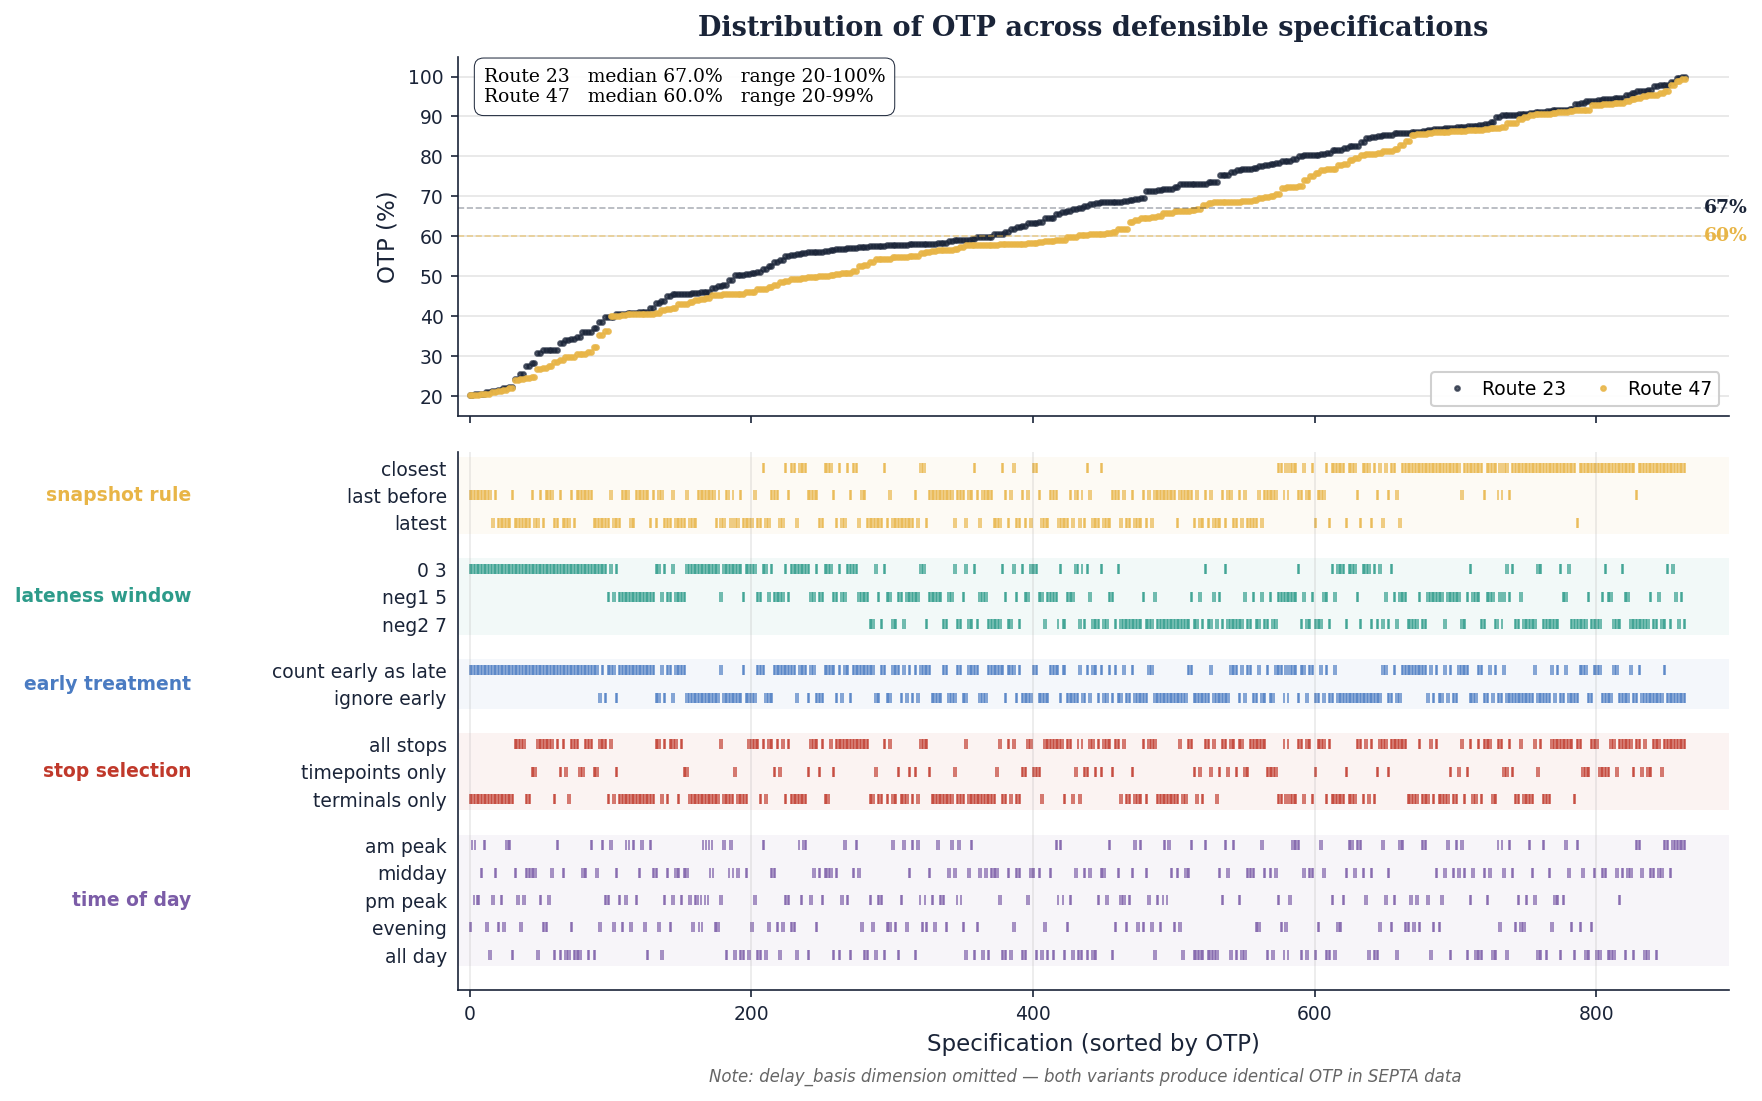 Distribution of OTP across defensible specifications
Route 23 median 67.0% range 20-100%
Route 47 median 60.0% range 20-99%
OTP (%)
100
90
80
70
60
50
40
30
20
67%
60%
Route 23 Route 47
snapshot rule
closest
last before
latest
lateness window
0 3
neg1 5
neg2 7
early treatment
count early as late
ignore early
stop selection
all stops
timepoints only
terminals only
time of day
am peak
midday
pm peak
evening
all day
0 200 400 600 800
Specification (sorted by OTP)
Note: delay_basis dimension omitted — both variants produce identical OTP in SEPTA data